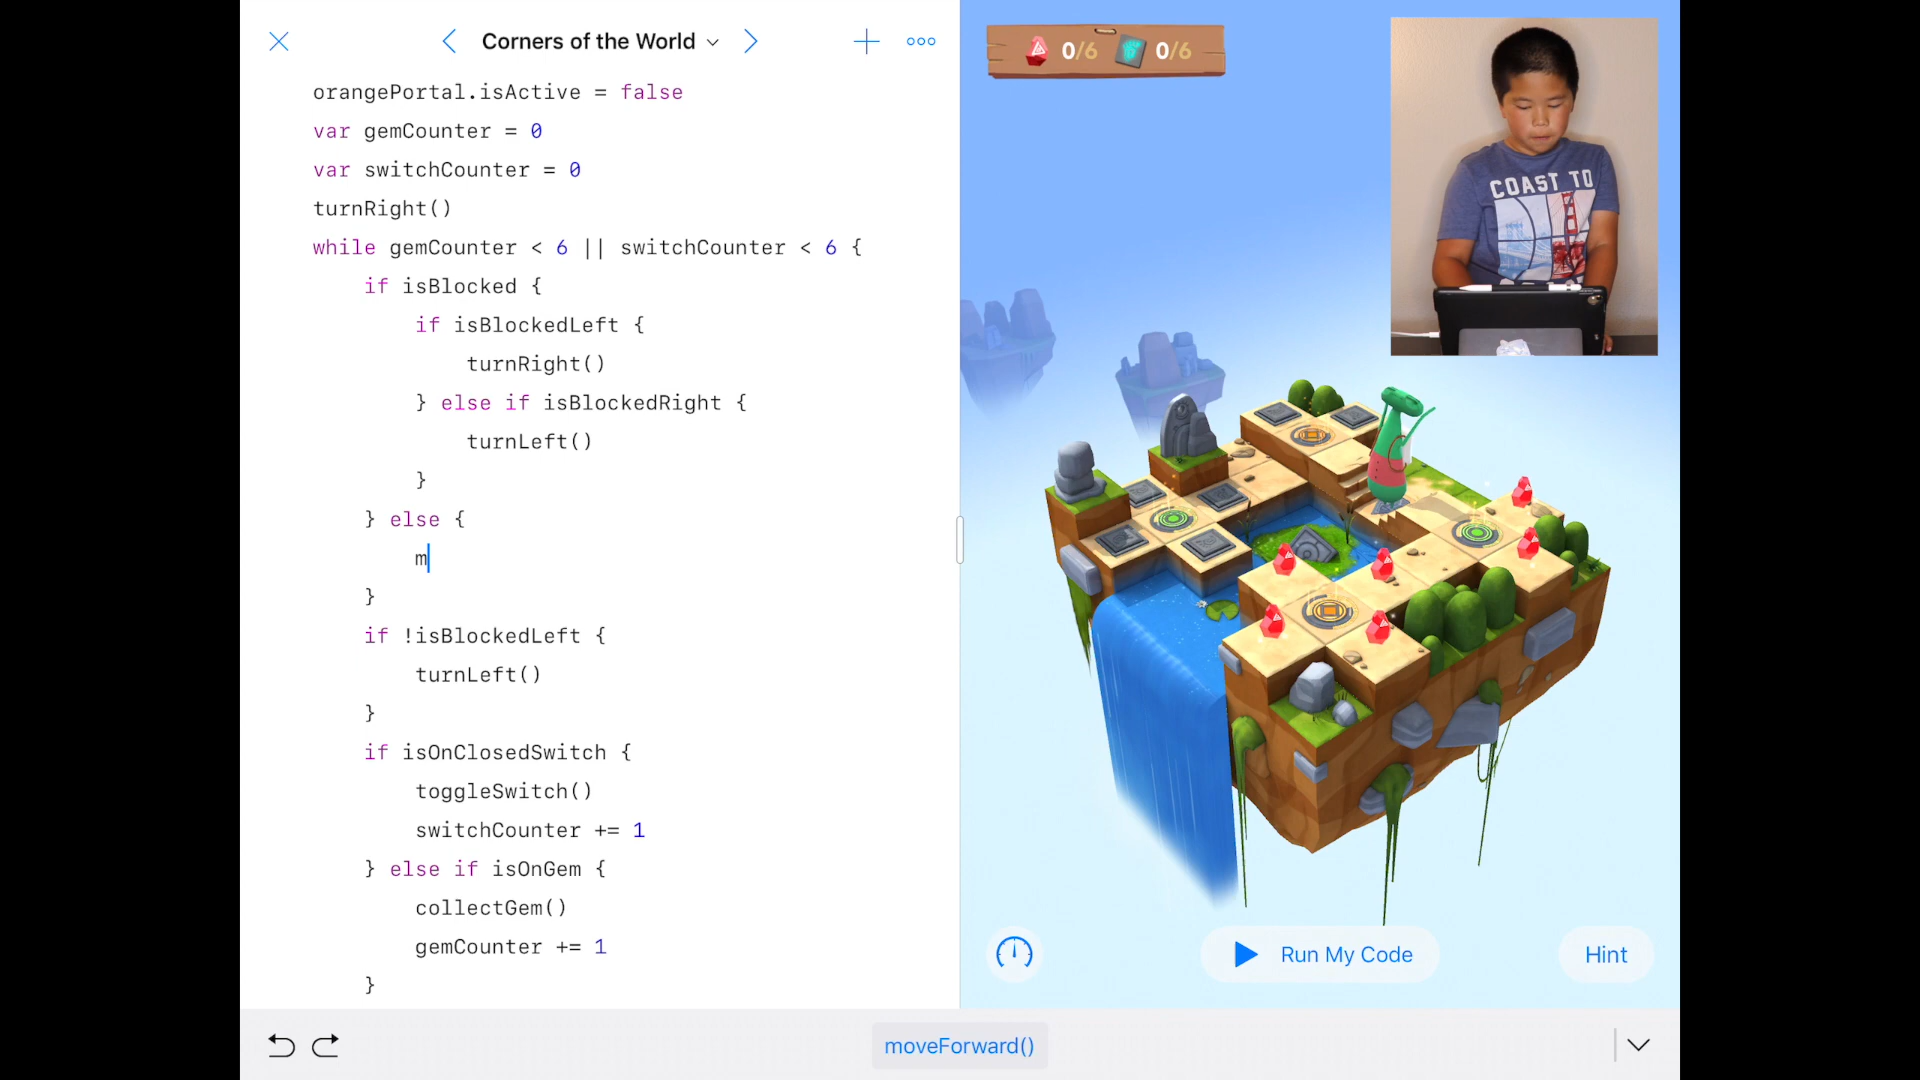 Corners of the World
orangePortal.isActive = false
var gemCounter = 0
var switchCounter = 0
turnRight()
while gemCounter < 6 || switchCounter < 6 {
if isBlocked {
if isBlockedLeft {
turnRight()
} else if isBlockedRight {
turnLeft()
}
} else {
m
}
if !isBlockedLeft {
turnLeft()
}
if isOnClosedSwitch {
toggleSwitch()
switchCounter += 1
} else if isOnGem {
collectGem()
gemCounter += 1
}
moveForward()
0/6 0/6
COAST TO
Run My Code
Hint